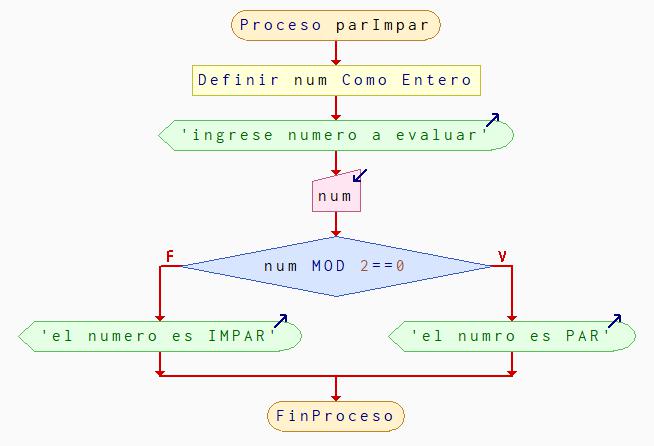 Proceso parImpar
Definir num Como Entero
'ingrese numero a evaluar'
num
F
V
num MOD 2==0
'el numero es IMPAR'
'el numro es PAR'
FinProceso